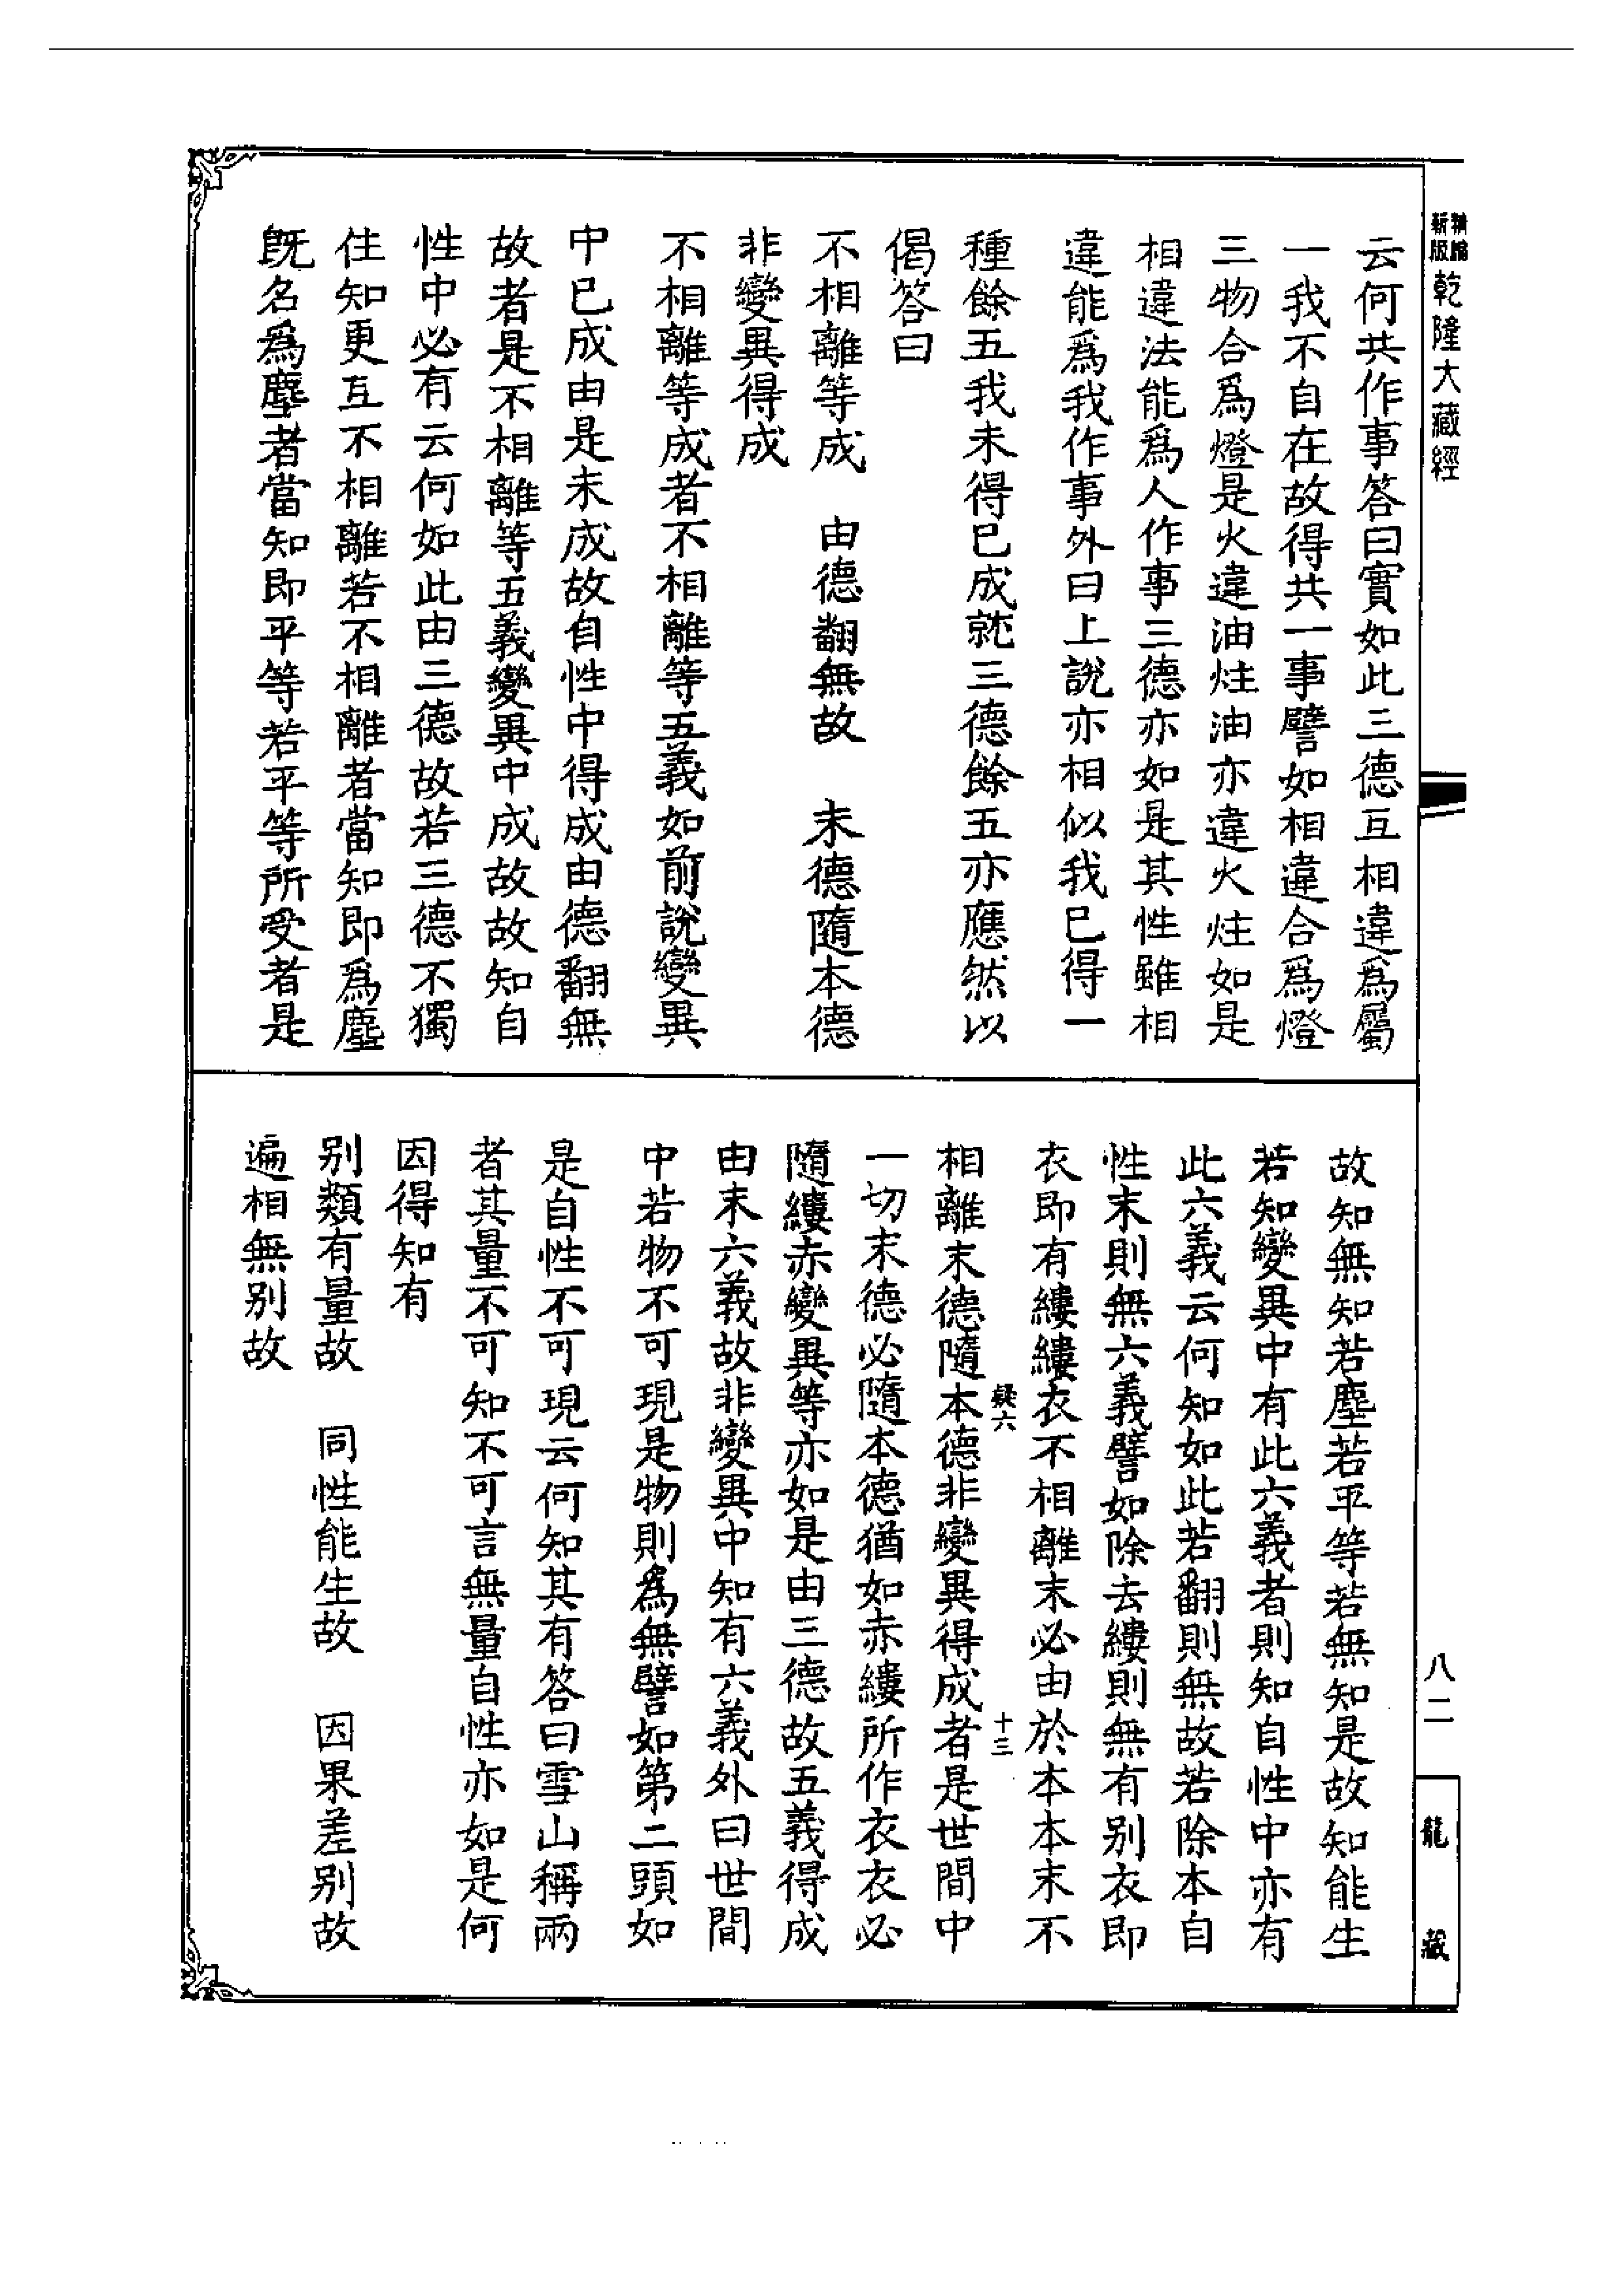 新版
精編
乾隆大藏經
云何共作事答曰實如此三德互相違爲屬
一我不自在故得共一事譬如相違合爲燈
三物合爲燈是火違油炷油亦違火炷如是
相違法能爲人作事三德亦如是其性雖相
違能爲我作事外曰上說亦相似我已得一
種餘五我未得已成就三德餘五亦應然以
偈答曰
不相離等成　由德翻無故　末德隨本德
非變異得成
不相離等成者不相離等五義如前說變異
中已成由是未成故自性中得成由德翻無
故者是不相離等五義變異中成故故知自
性中必有云何如此由三德故若三德不獨
住知更互不相離若不相離者當知即爲塵
旣名爲塵者當知即平等若平等所受者是
故知無知若塵若平等若無知是故知能生
若知變異中有此六義者則知自性中亦有
此六義云何知如此若翻則無故若除本自
性末則無六義譬如除去縷則無有別衣即
衣即有縷縷衣不相離末必由於本本末不
疑六
十三
相離末德隨本德非變異得成者是世間中
一切末德必隨本德猶如赤縷所作衣衣必
隨縷赤變異等亦如是由三德故五義得成
由末六義故非變異中知有六義外曰世間
中若物不可現是物則爲無譬如第二頭如
是自性不可現云何知其有答曰雪山稱兩
者其量不可知不可言無量自性亦如是何
因得知有
別類有量故　同性能生故　因果差別故
遍相無別故
八二
龍藏